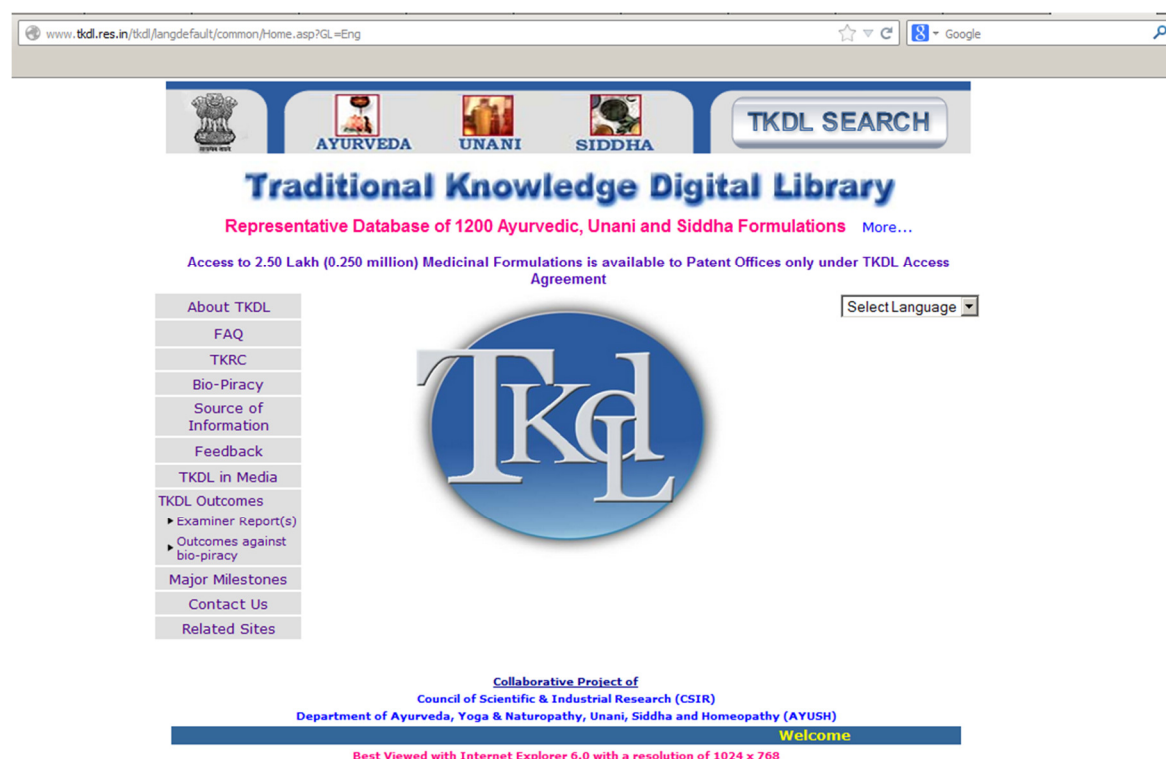 www.tkdl.res.in/tkdl/langdefault/common/Home.asp?GL=Eng
Google
AYURVEDA UNANI SIDDHA
TKDL SEARCH
Traditional Knowledge Digital Library
Representative Database of 1200 Ayurvedic, Unani and Siddha Formulations More...
Access to 2.50 Lakh (0.250 million) Medicinal Formulations is available to Patent Offices only under TKDL Access
Agreement
Select Language
About TKDL
FAQ
TKRC
Bio-Piracy
Source of
Information
Feedback
TKDL in Media
TKDL Outcomes
Examiner Report(s)
Outcomes against
bio-piracy
Major Milestones
Contact Us
Related Sites
TKdL
Collaborative Project of
Council of Scientific & Industrial Research (CSIR)
Department of Ayurveda, Yoga & Naturopathy, Unani, Siddha and Homeopathy (AYUSH)
Welcome
Best Viewed with Internet Explorer 6.0 with a resolution of 1024 x 768